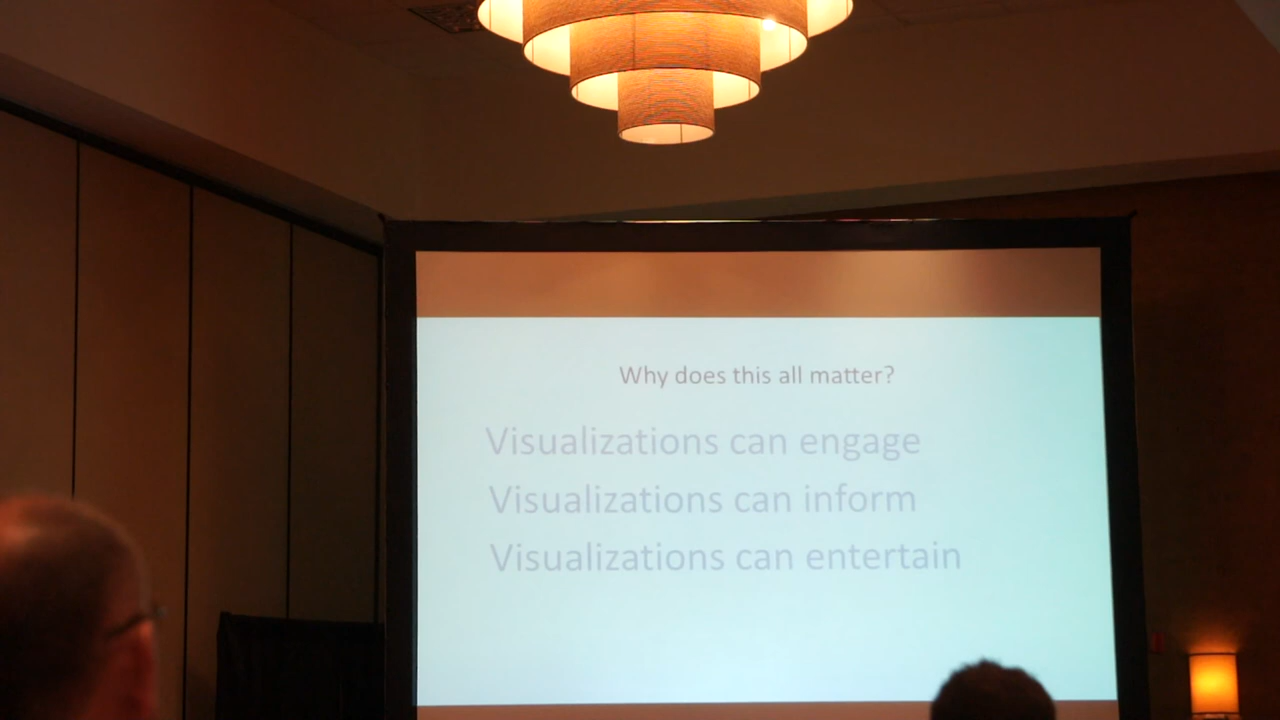 Why does this all matter?
Visualizations can engage
Visualizations can inform
Visualizations can entertain